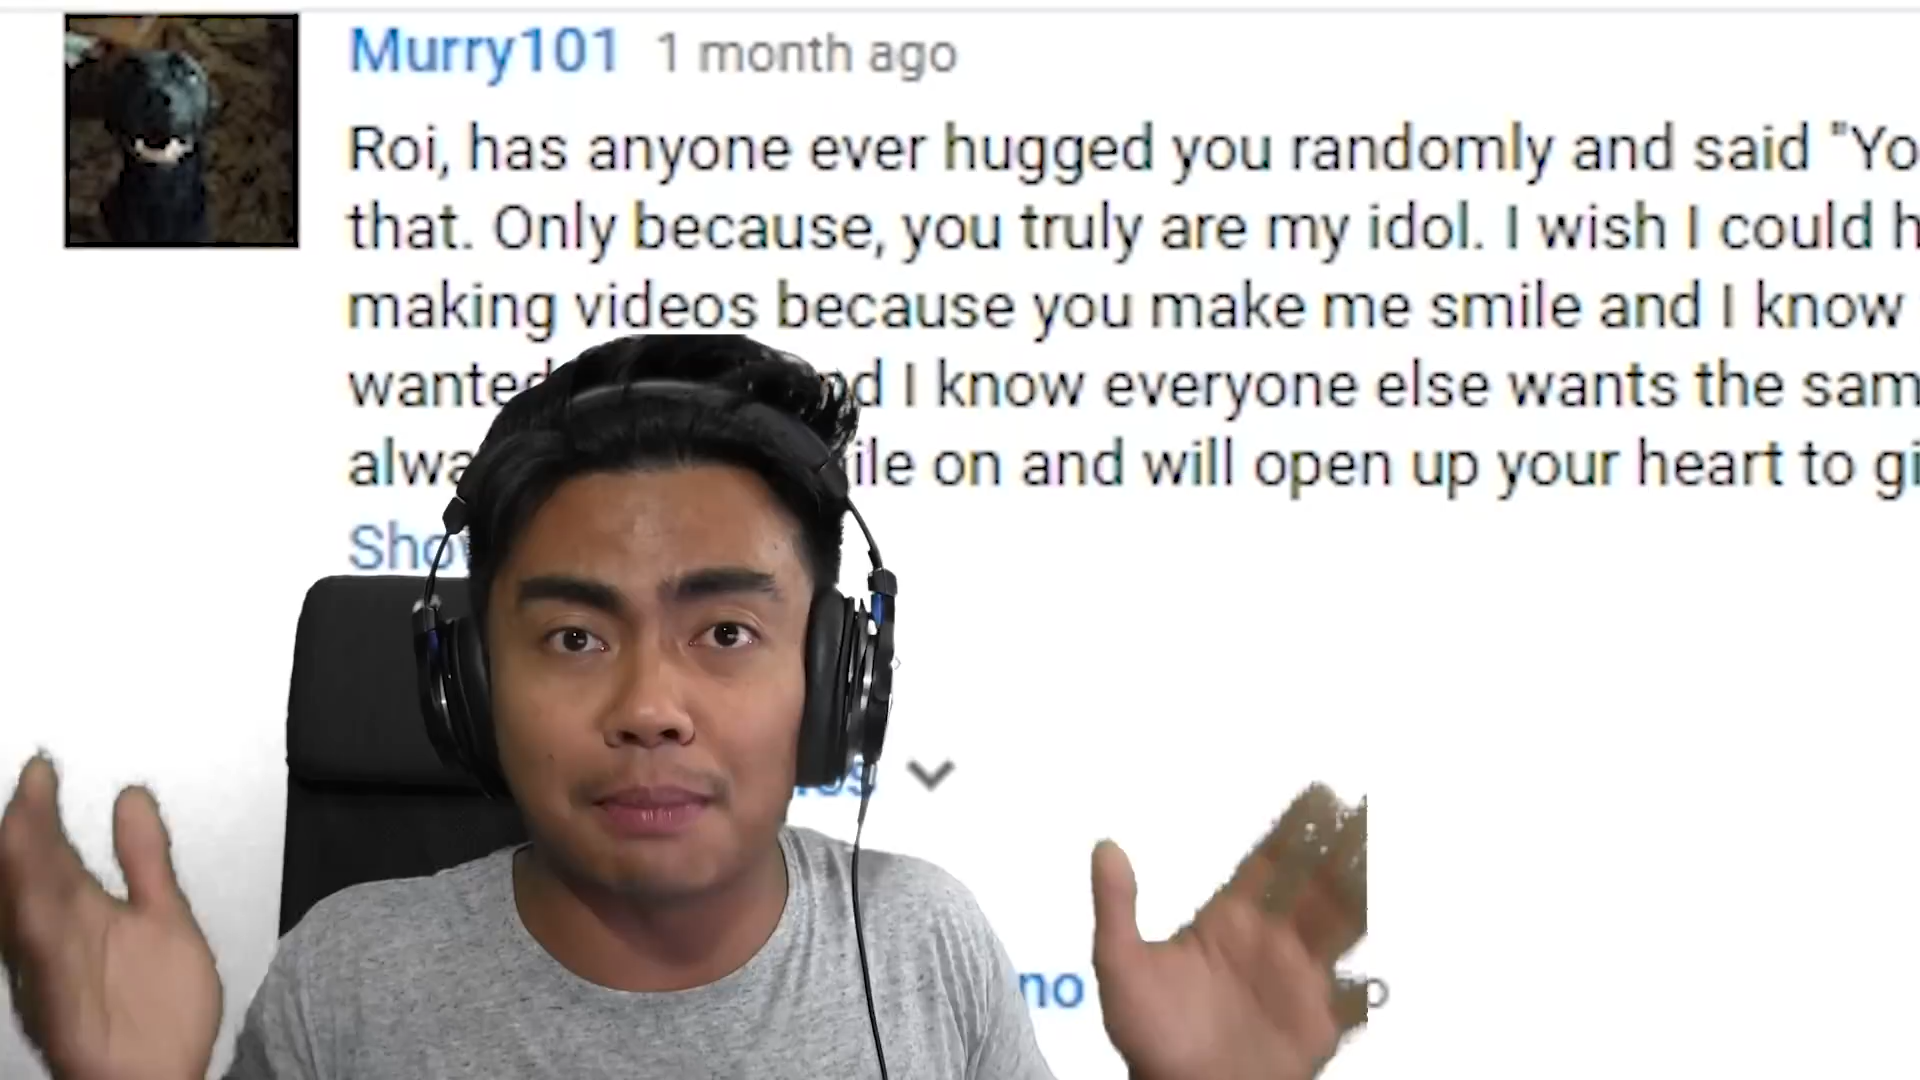 Murry101 1 month ago
Roi, has anyone ever hugged you randomly and said "Yo
that. Only because, you truly are my idol. I wish I could h
making videos because you make me smile and I know
wanted nd I know everyone else wants the sam
alwa ile on and will open up your heart to gi
Sho
no